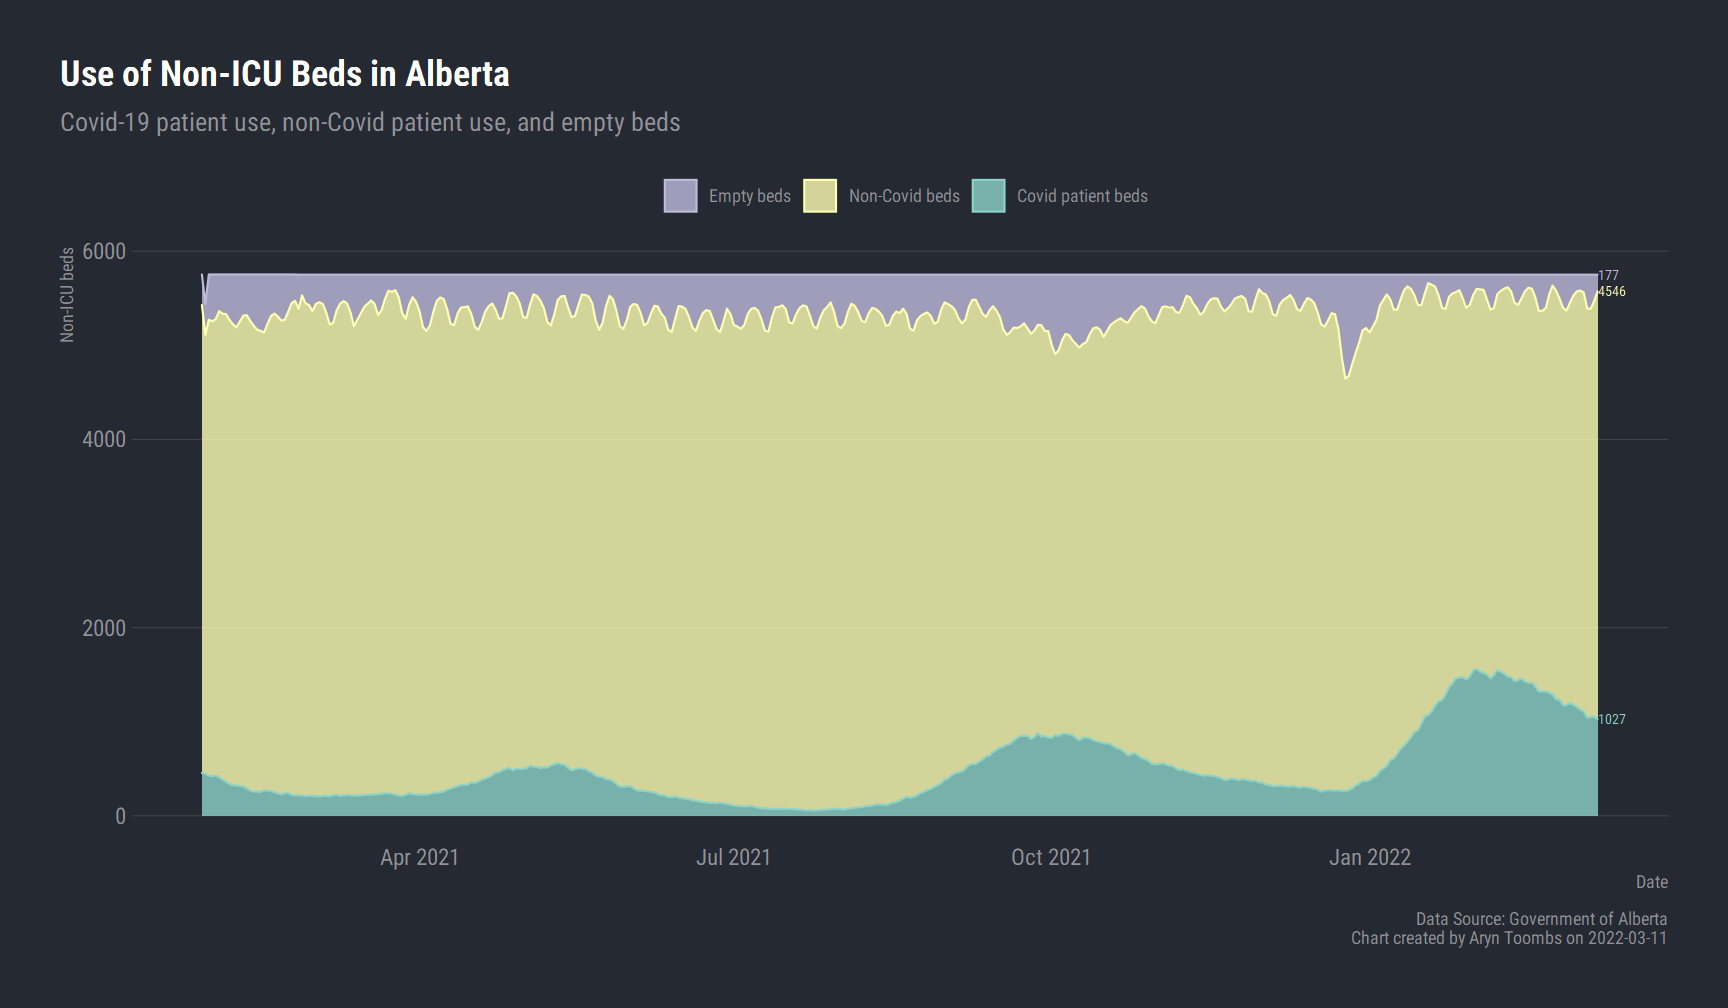 Use of Non-ICU Beds in Alberta
Covid-19 patient use, non-Covid patient use, and empty beds
Empty beds Non-Covid beds Covid patient beds
Non-ICU beds
6000
4000
2000
0
177
4546
1027
Apr 2021 Jul 2021 Oct 2021 Jan 2022
Date
Data Source: Government of Alberta
Chart created by Aryn Toombs on 2022-03-11